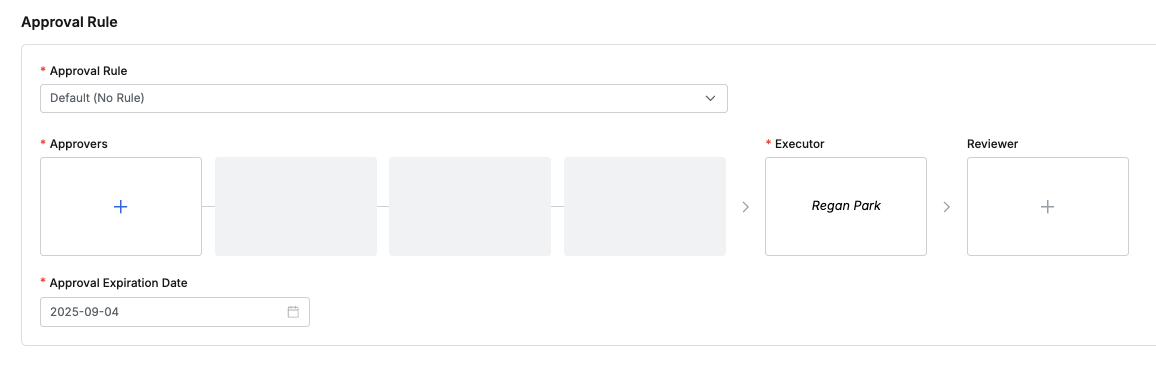 Approval Rule
* Approval Rule
Default (No Rule)
* Approvers
* Executor
Reviewer
Regan Park
* Approval Expiration Date
2025-09-04